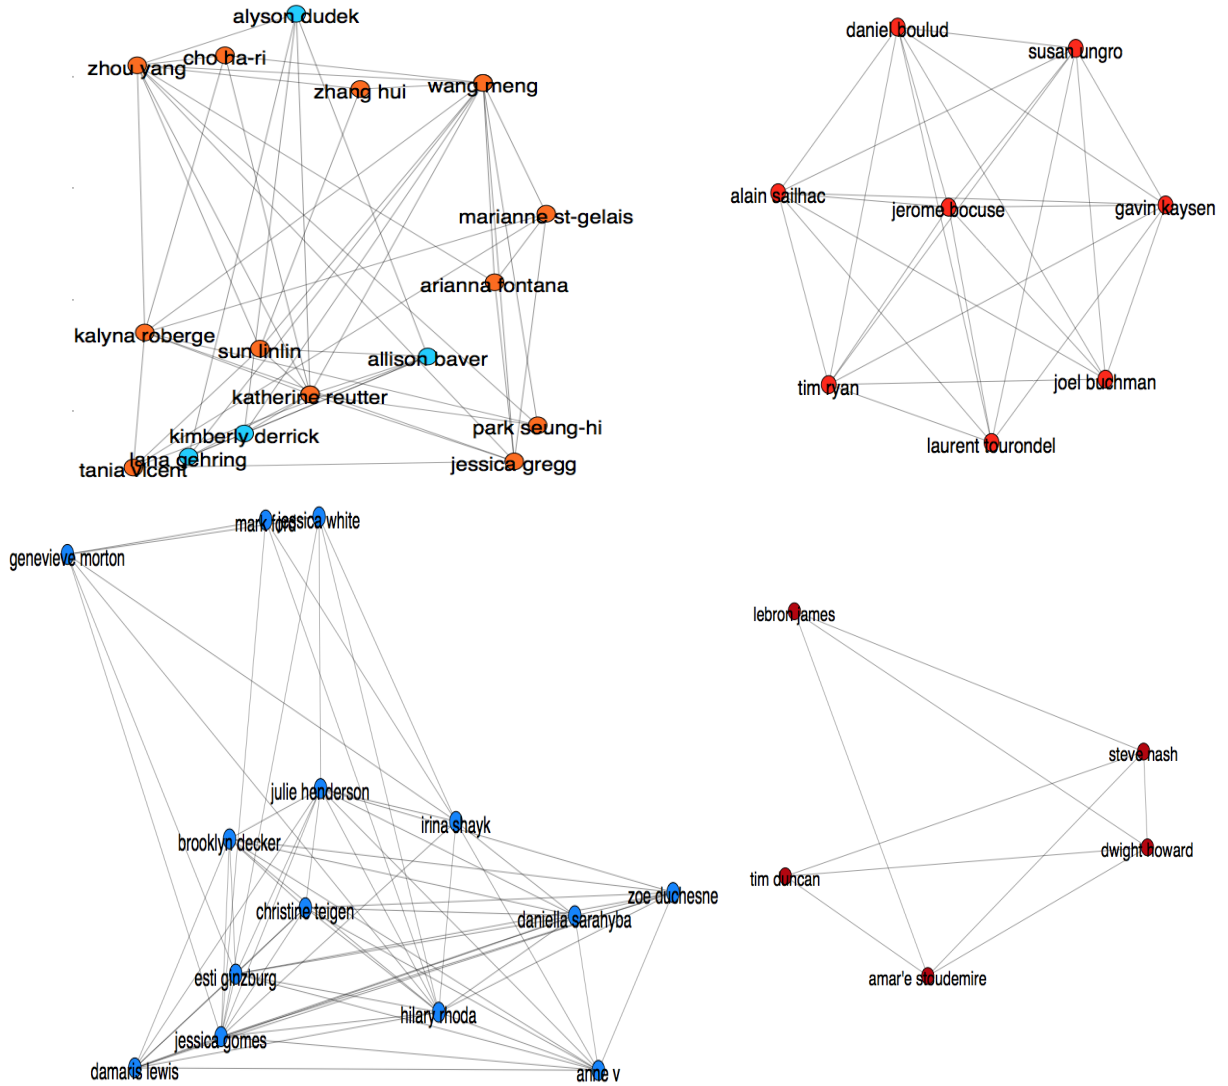 alyson dudek
cho ha-ri
zhou yang
zhang hui
wang meng
marianne st-gelais
arianna fontana
kalyna roberge
sun linlin
allison baver
katherine reutter
park seung-hi
kimberly derrick
lana gehring
tania vicent
jessica gregg
daniel boulud
susan ungro
alain sailhac
jerome bocuse
gavin kaysen
tim ryan
joel buchman
laurent tourondel
mark ford
jessica white
genevieve morton
julie henderson
irina shayk
brooklyn decker
zoe duchesne
christine teigen
daniella sarahyba
esti ginzburg
hilary rhoda
jessica gomes
damaris lewis
anne v
lebron james
steve nash
dwight howard
tim duncan
amar'e stoudemire